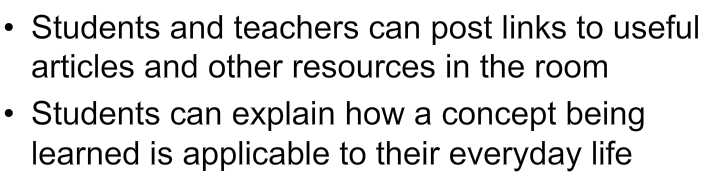 • Students and teachers can post links to useful
articles and other resources in the room
• Students can explain how a concept being
learned is applicable to their everyday life